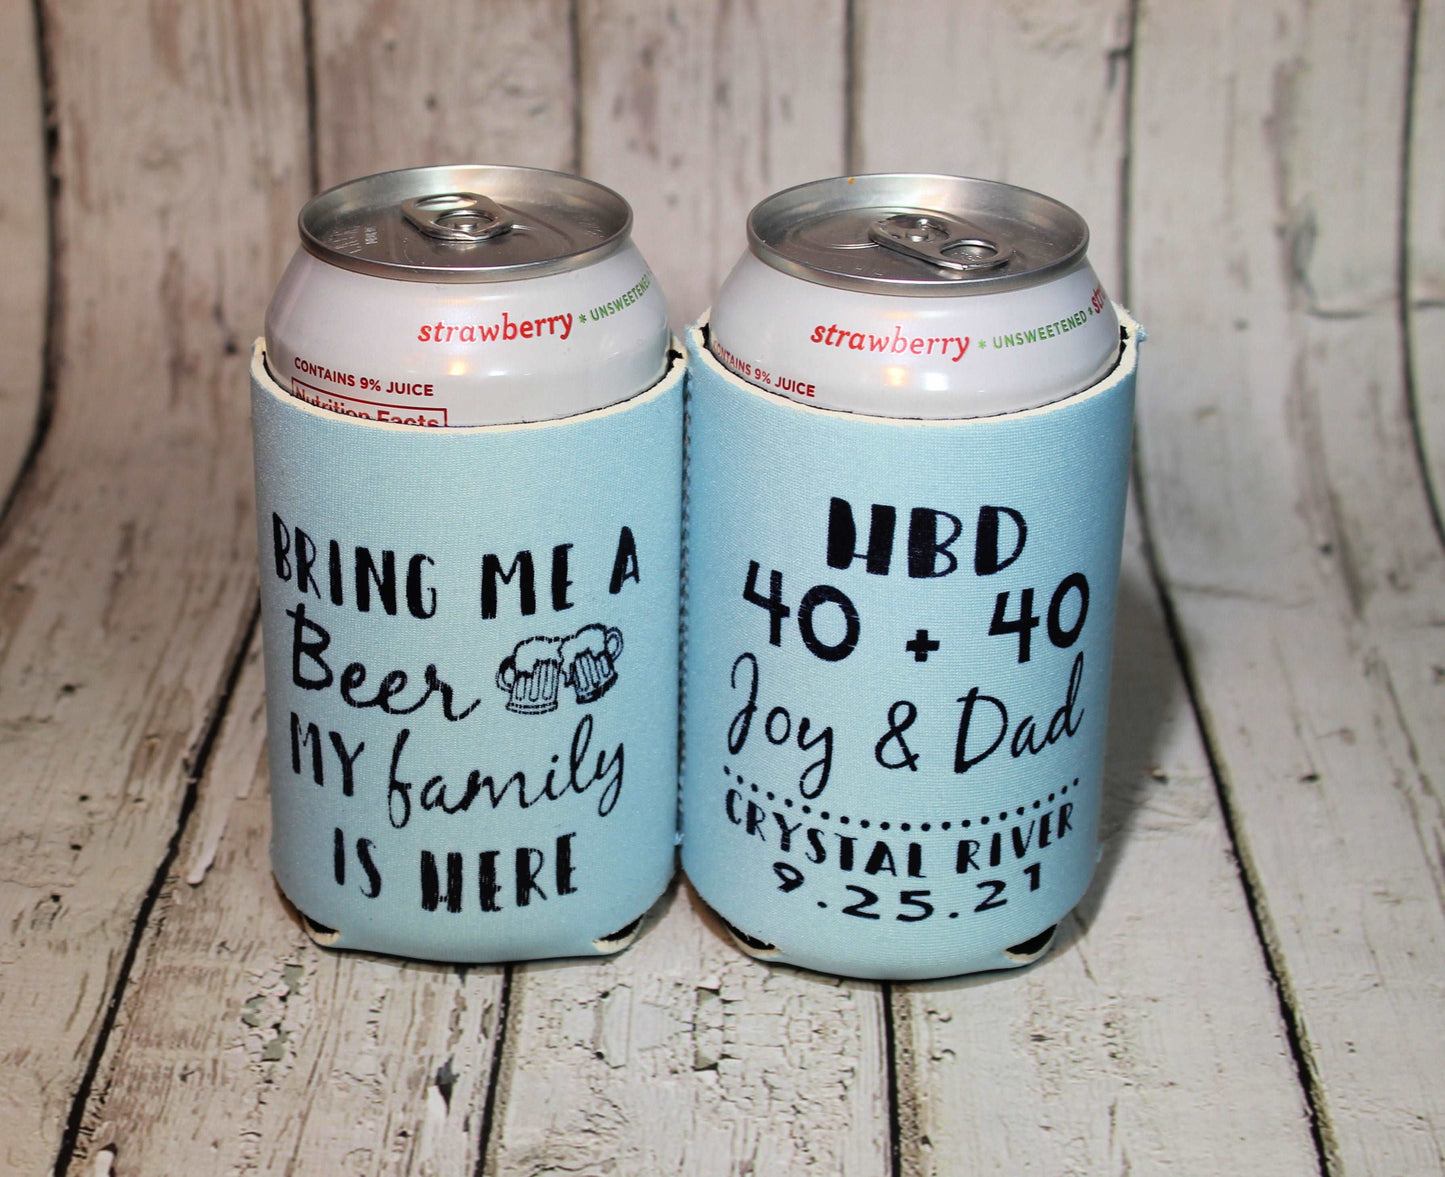 strawberry * UNSWEETENED
CONTAINS 9% JUICE
Nutrition Facts
BRING ME A
Beer
MY family
IS HERE
strawberry * UNSWEETENED *
CONTAINS 9% JUICE
HBD
40 + 40
Joy & Dad
CRYSTAL RIVER
9.25.21